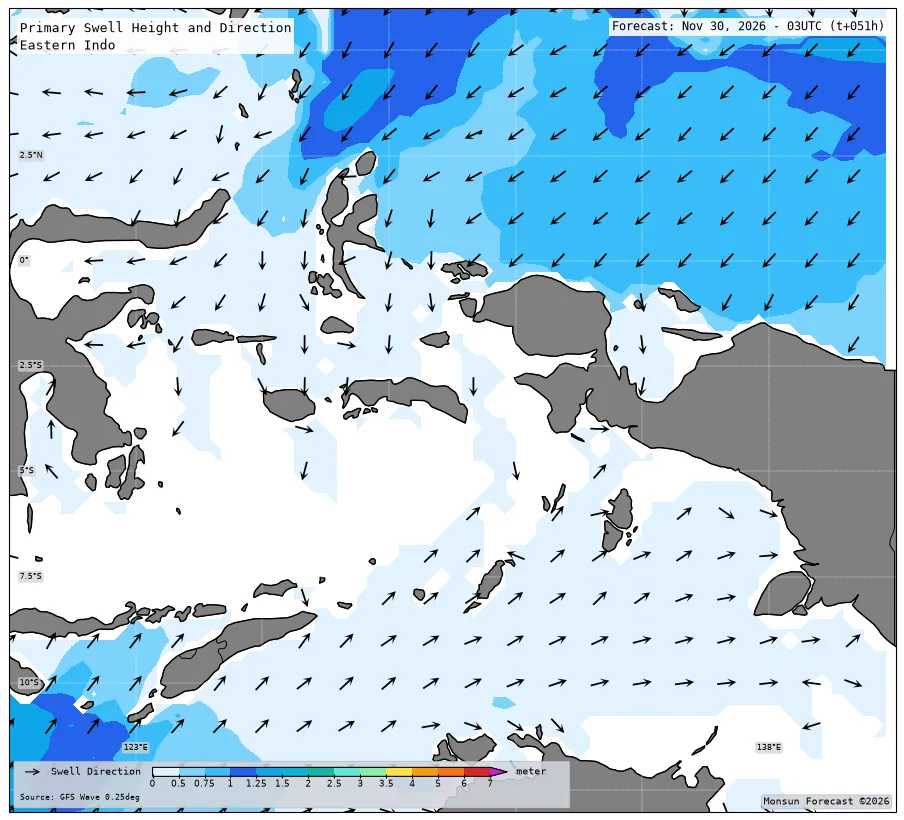 Primary Swell Height and Direction
Eastern Indo
Forecast: Nov 30, 2026 - 03UTC (t+051h)
2.5°N
0°
2.5°S
5°S
7.5°S
10°S
123°E
138°E
Swell Direction
meter
0 0.5 0.75 1 1.25 1.5 2 2.5 3 3.5 4 5 6 7
Source: GFS Wave 0.25deg
Monsun Forecast ©2026